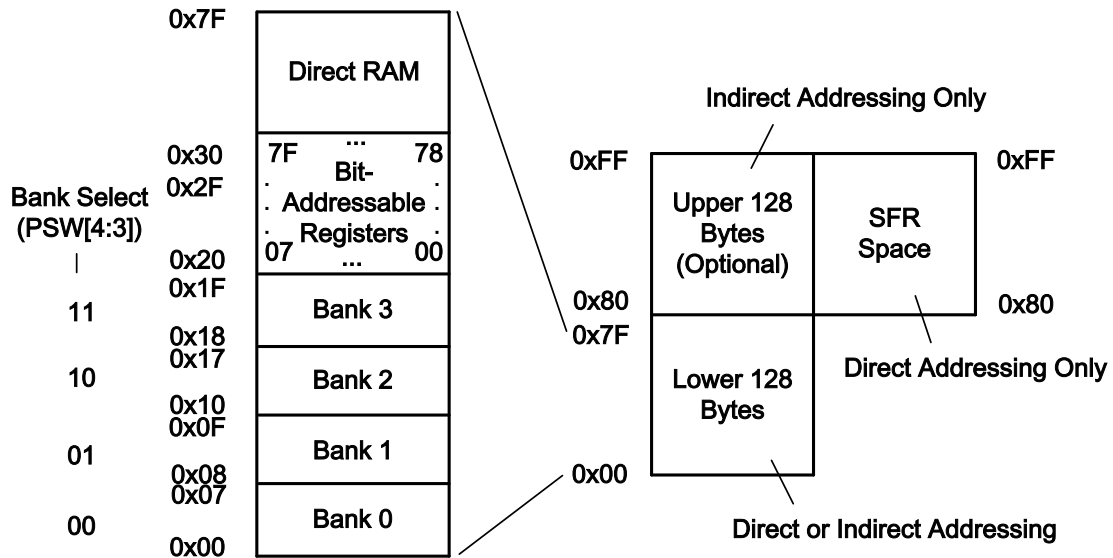 0x7F
Direct RAM
0x30
7F ... 78
0x2F
. Bit- .
. Addressable .
. Registers .
07 ... 00
0x20
Bank Select
(PSW[4:3])
0x1F
11
Bank 3
0x18
0x17
10
Bank 2
0x10
0x0F
01
Bank 1
0x08
0x07
00
Bank 0
0x00
Indirect Addressing Only
0xFF
0xFF
Upper 128
Bytes
(Optional)
SFR
Space
0x80
0x80
0x7F
Direct Addressing Only
Lower 128
Bytes
0x00
Direct or Indirect Addressing